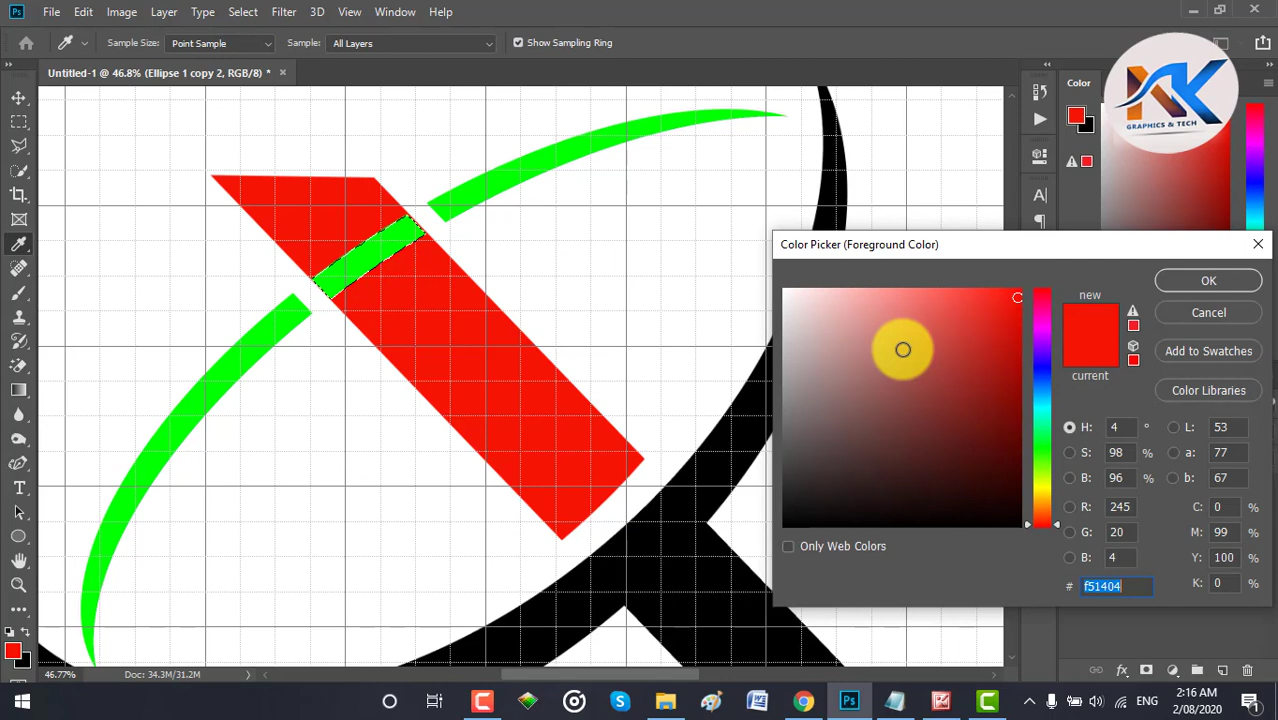 Ps File Edit Image Layer Type Select Filter 3D View Window Help
Sample Size: Point Sample Sample: All Layers Show Sampling Ring
Untitled-1 @ 46.8% (Ellipse 1 copy 2, RGB/8) *
Color
GRAPHICS & TECH
Color Picker (Foreground Color)
new
current
OK
Cancel
Add to Swatches
Color Libraries
H: 4 °
S: 98 %
B: 96 %
R: 245
G: 20
B: 4
# f51404
L: 53
a: 77
b: 67
C: 0 %
M: 99 %
Y: 100 %
K: 0 %
Only Web Colors
46.77% Doc: 34.3M/31.2M
ENG
2:16 AM
2/08/2020